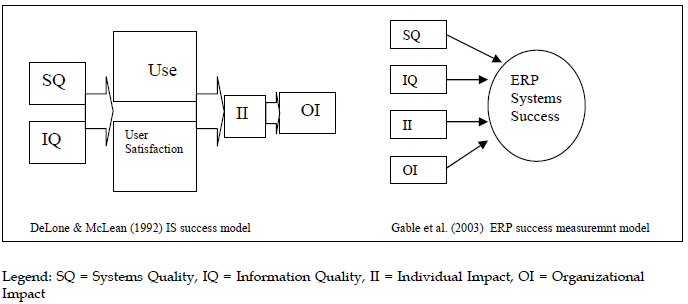 SQ
IQ
Use
User
Satisfaction
II
OI
DeLone & McLean (1992) IS success model
SQ
IQ
II
OI
ERP
Systems
Success
Gable et al. (2003)  ERP success measuremnt model
Legend: SQ = Systems Quality, IQ = Information Quality, II = Individual Impact, OI = Organizational
Impact